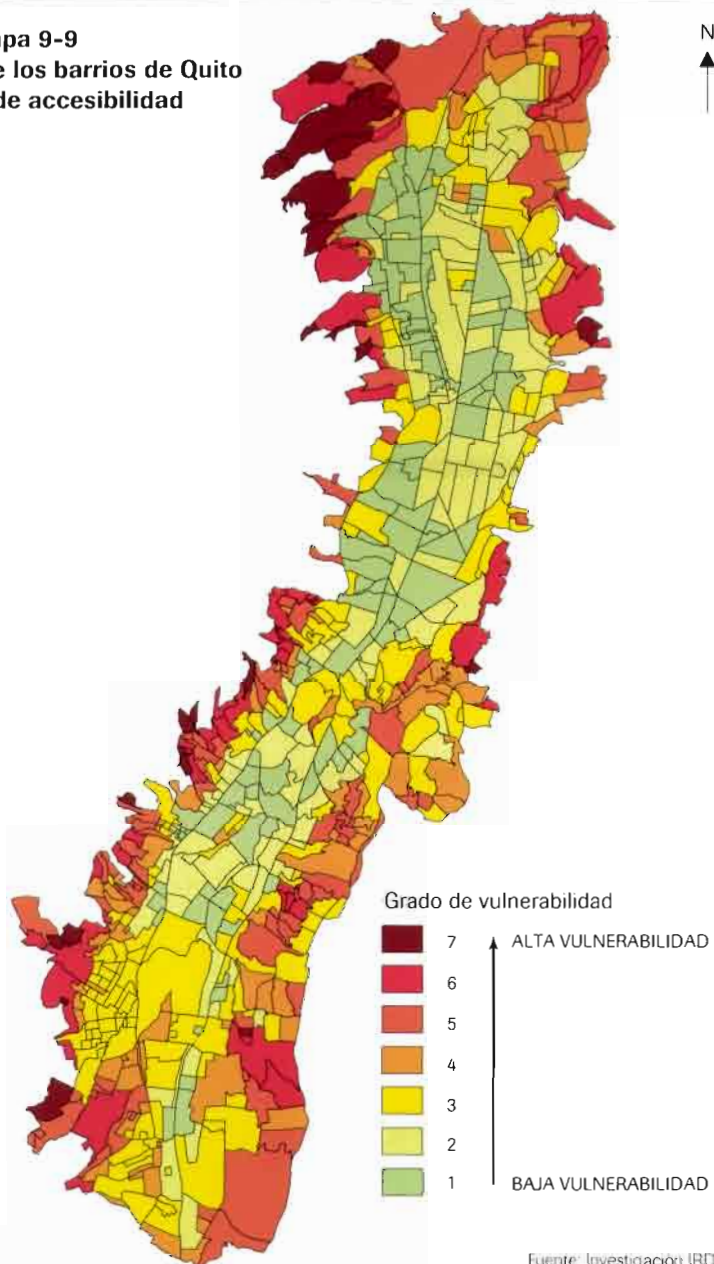 pa 9-9
e los barrios de Quito
de accesibilidad
N
Grado de vulnerabilidad
7 ALTA VULNERABILIDAD
6
5
4
3
2
1 BAJA VULNERABILIDAD
Fuente: Investigación IRD